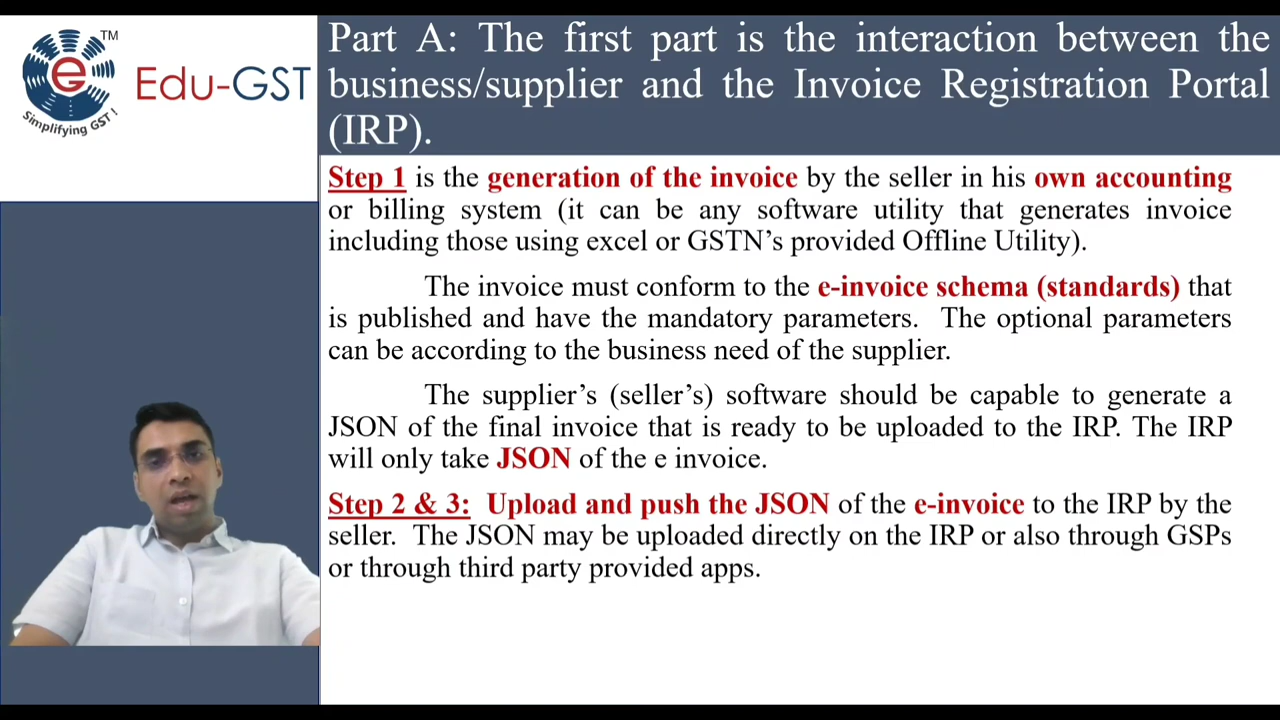 TM
e
Edu-GST
Simplifying GST !
Part A: The first part is the interaction between the
business/supplier and the Invoice Registration Portal
(IRP).
Step 1 is the generation of the invoice by the seller in his own accounting
or billing system (it can be any software utility that generates invoice
including those using excel or GSTN’s provided Offline Utility).
The invoice must conform to the e-invoice schema (standards) that
is published and have the mandatory parameters. The optional parameters
can be according to the business need of the supplier.
The supplier’s (seller’s) software should be capable to generate a
JSON of the final invoice that is ready to be uploaded to the IRP. The IRP
will only take JSON of the e invoice.
Step 2 & 3: Upload and push the JSON of the e-invoice to the IRP by the
seller. The JSON may be uploaded directly on the IRP or also through GSPs
or through third party provided apps.